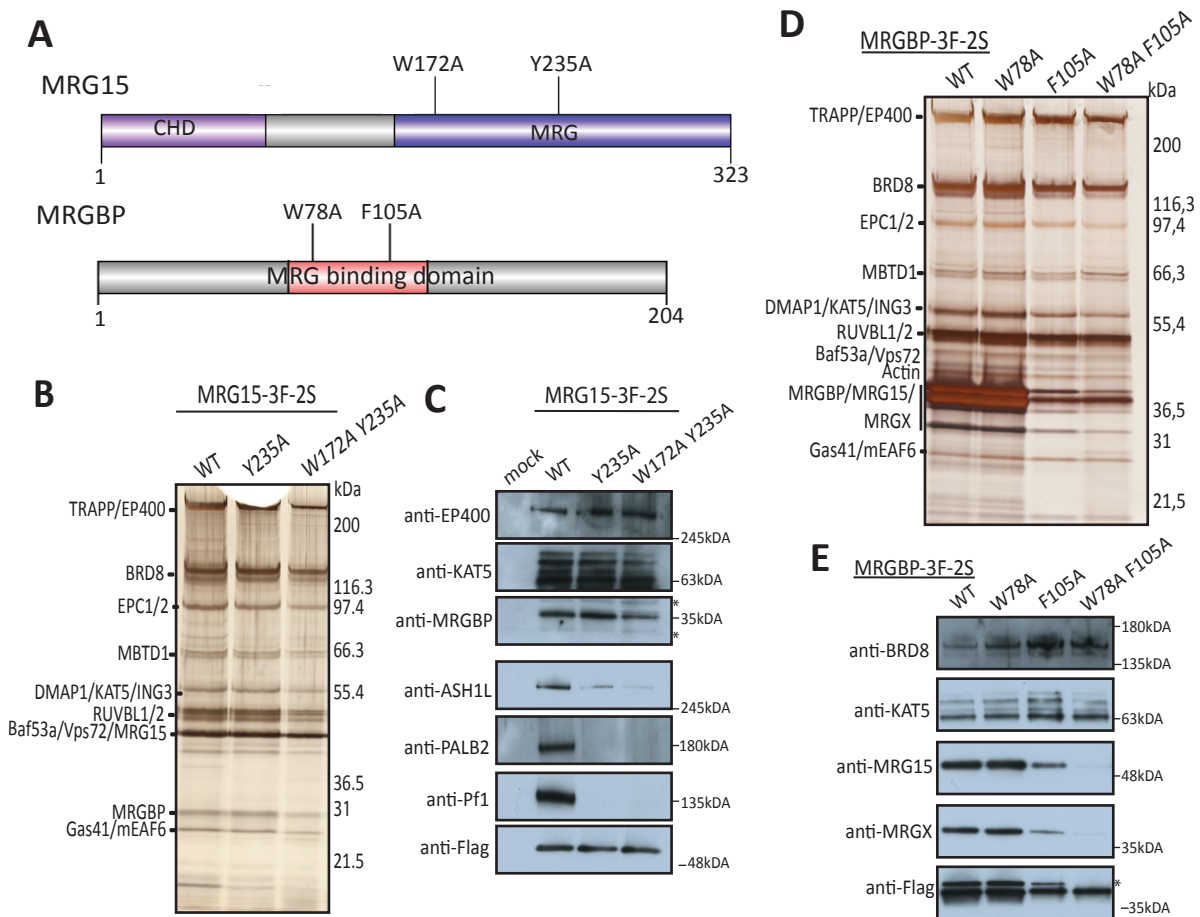 A
MRG15
W172A Y235A
CHD MRG
1 323
MRGBP
W78A F105A
MRG binding domain
1 204
B
MRG15-3F-2S
WT Y235A W172A Y235A
kDa
TRAPP/EP400
200
BRD8
116.3
EPC1/2
97.4
MBTD1
66.3
DMAP1/KAT5/ING3
55.4
RUVBL1/2
Baf53a/Vps72/MRG15
36.5
MRGBP
31
Gas41/mEAF6
21.5
C
MRG15-3F-2S
mock WT Y235A W172A Y235A
anti-EP400
245kDA
anti-KAT5
63kDA
anti-MRGBP
*
35kDA
*
anti-ASH1L
245kDA
anti-PALB2
180kDA
anti-Pf1
135kDA
anti-Flag
48kDA
D
MRGBP-3F-2S
WT W78A F105A W78A F105A
kDa
TRAPP/EP400
200
BRD8
116,3
EPC1/2
97,4
MBTD1
66,3
DMAP1/KAT5/ING3
55,4
RUVBL1/2
Baf53a/Vps72
Actin
MRGBP/MRG15/
36,5
MRGX
31
Gas41/mEAF6
21,5
E
MRGBP-3F-2S
WT W78A F105A W78A F105A
180kDA
anti-BRD8
135kDA
anti-KAT5
63kDA
anti-MRG15
48kDA
anti-MRGX
35kDA
anti-Flag
*
35kDA